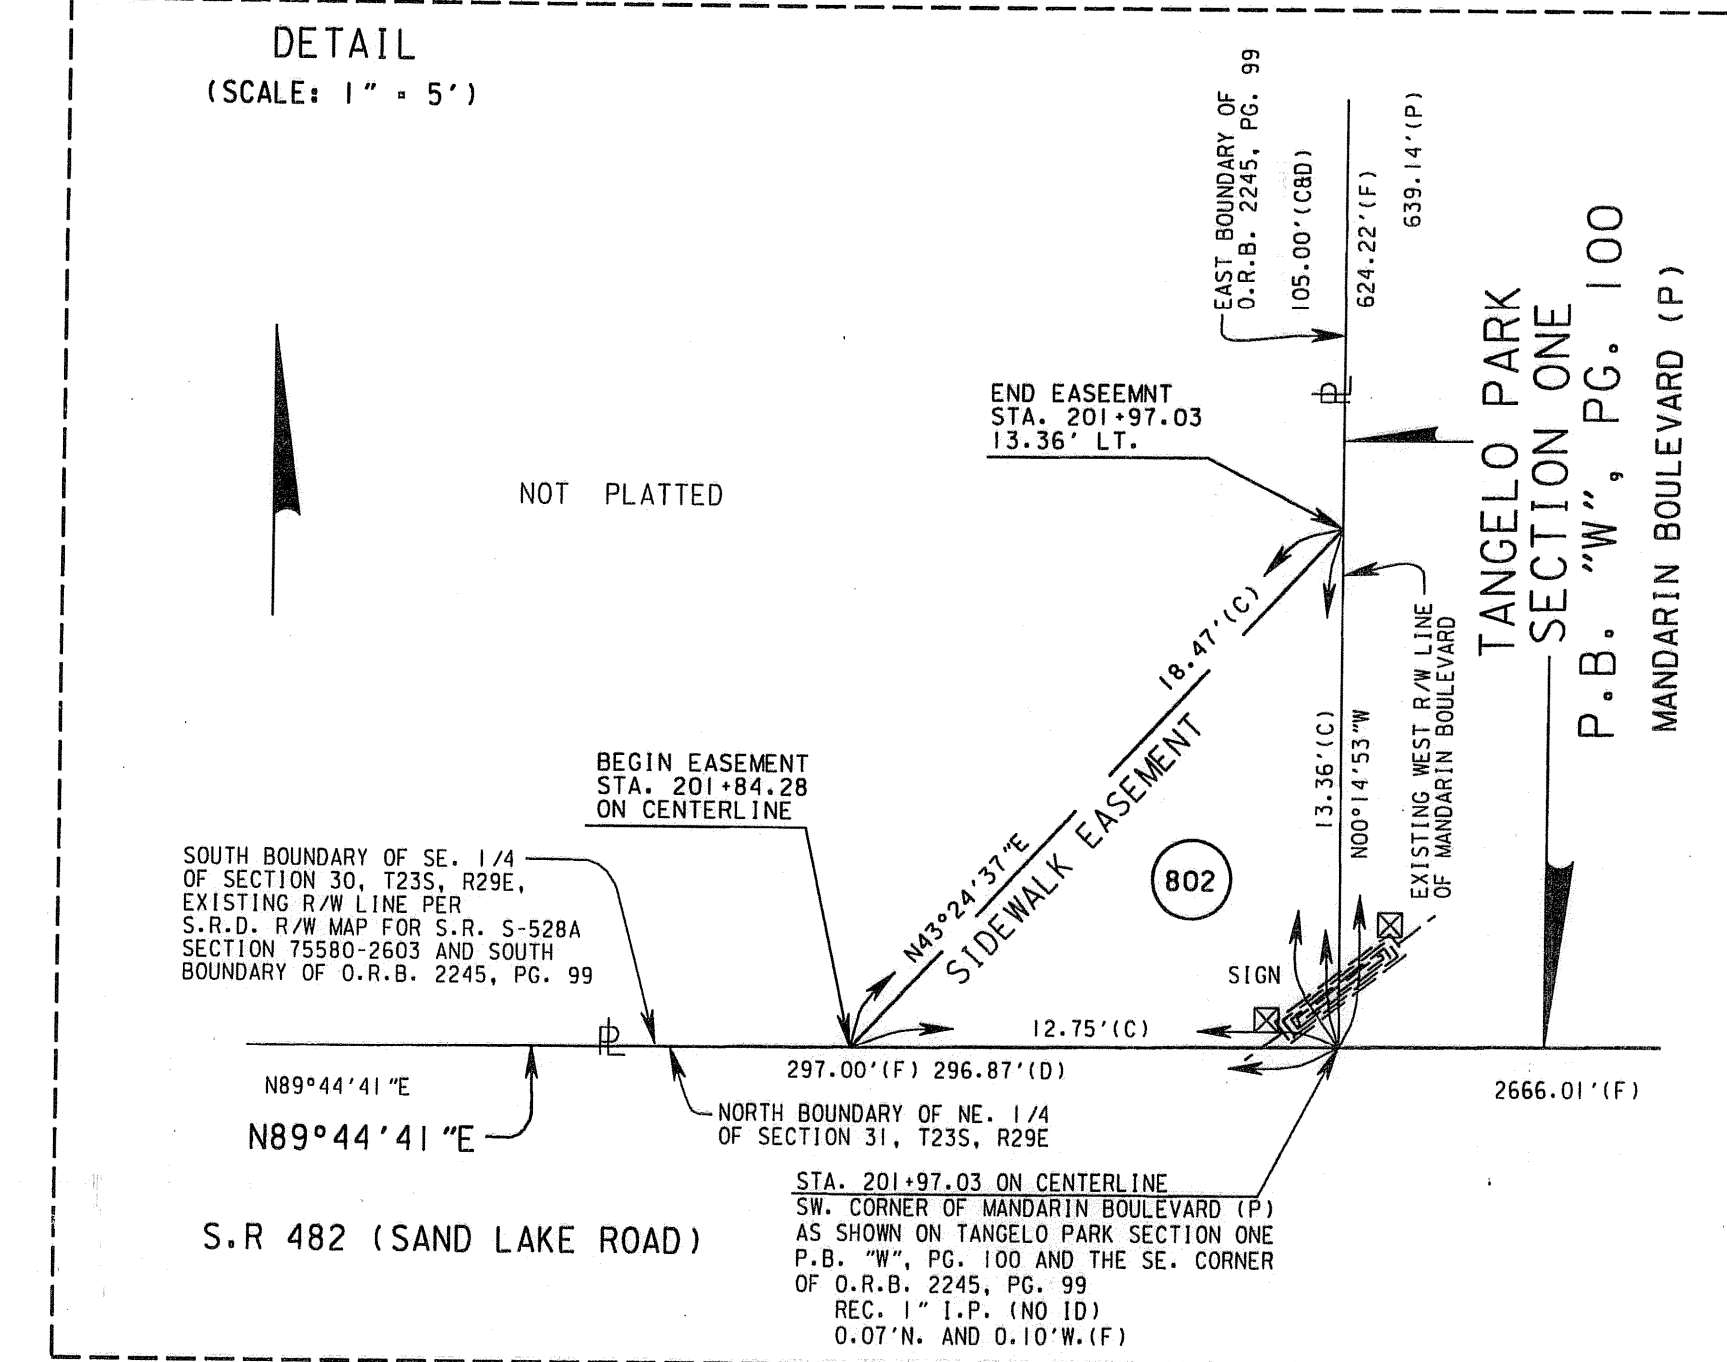 DETAIL
(SCALE: 1" = 5')
EAST BOUNDARY OF
O.R.B. 2245, PG. 99
105.00'(C&D)
624.22'(F)
639.14'(P)
TANGELO PARK
SECTION ONE
P.B. "W", PG. 100
MANDARIN BOULEVARD (P)
END EASEEMNT
STA. 201+97.03
13.36' LT.
PL
NOT PLATTED
18.47'(C)
N43°24'37"E
SIDEWALK EASEMENT
13.36'(C)
N00°14'53"W
EXISTING WEST R/W LINE
OF MANDARIN BOULEVARD
BEGIN EASEMENT
STA. 201+84.28
ON CENTERLINE
802
SOUTH BOUNDARY OF SE. 1/4
OF SECTION 30, T23S, R29E,
EXISTING R/W LINE PER
S.R.D. R/W MAP FOR S.R. S-528A
SECTION 75580-2603 AND SOUTH
BOUNDARY OF O.R.B. 2245, PG. 99
SIGN
12.75'(C)
PL
297.00'(F) 296.87'(D)
N89°44'41"E
2666.01'(F)
N89°44'41"E
NORTH BOUNDARY OF NE. 1/4
OF SECTION 31, T23S, R29E
S.R 482 (SAND LAKE ROAD)
STA. 201+97.03 ON CENTERLINE
SW. CORNER OF MANDARIN BOULEVARD (P)
AS SHOWN ON TANGELO PARK SECTION ONE
P.B. "W", PG. 100 AND THE SE. CORNER
OF O.R.B. 2245, PG. 99
REC. 1" I.P. (NO ID)
0.07'N. AND 0.10'W.(F)